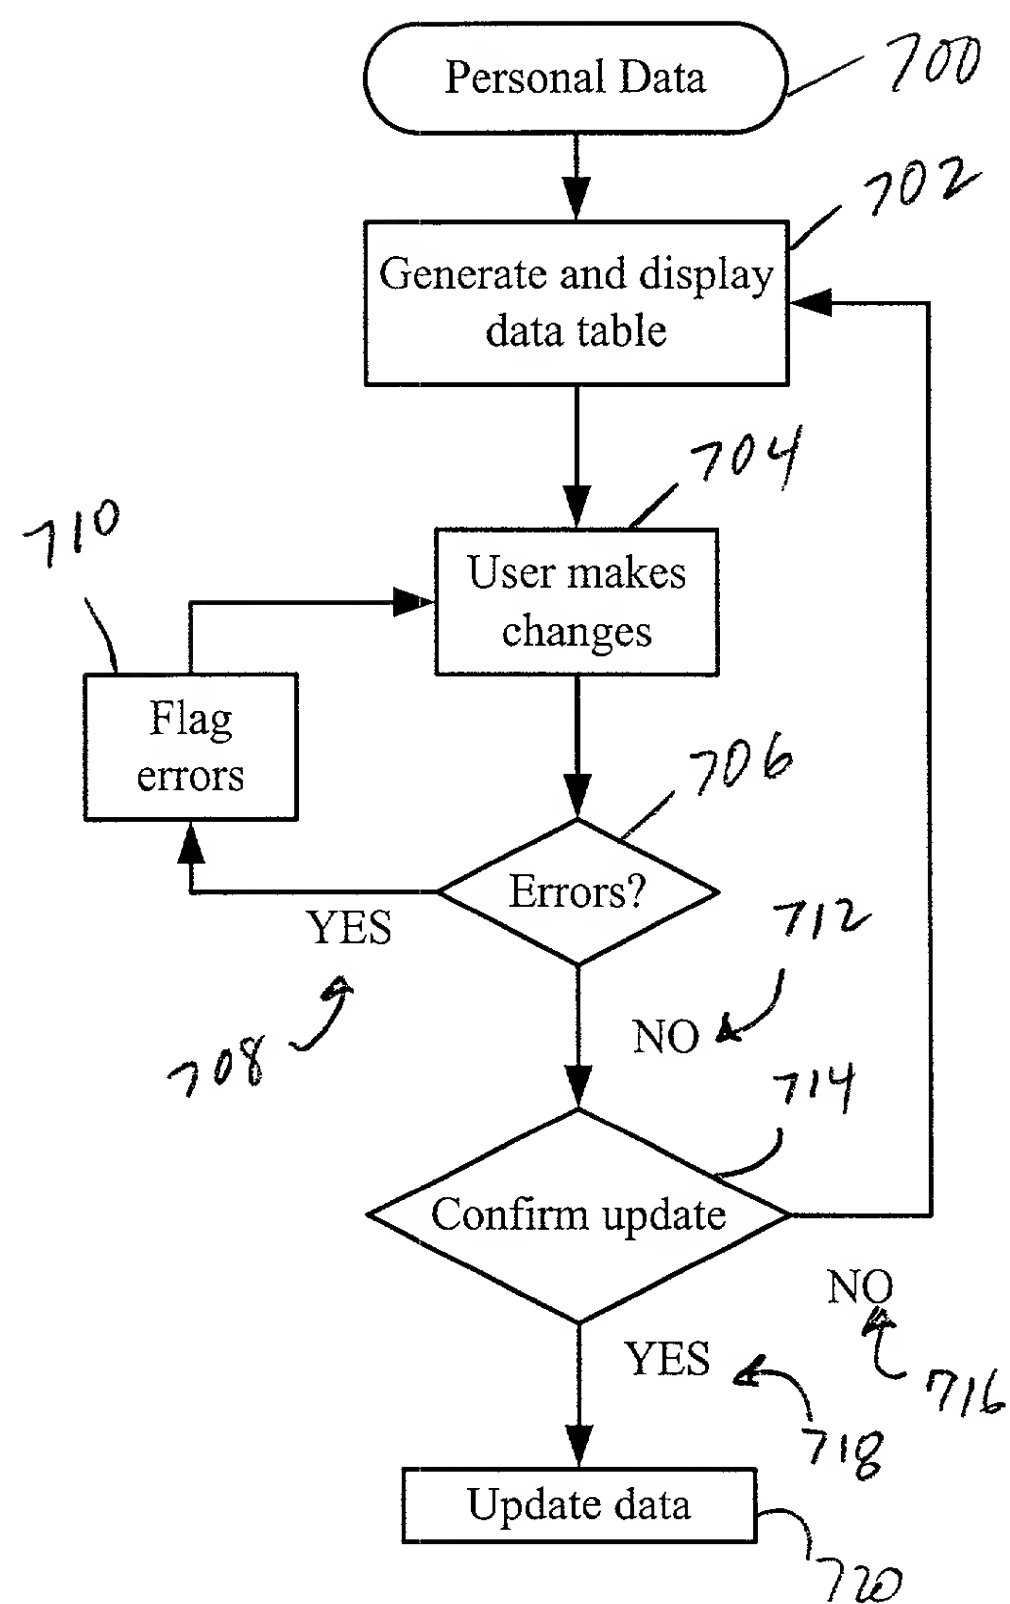 Personal Data
700
702
Generate and display
data table
704
User makes
changes
710
Flag
errors
706
Errors?
YES
708
712
NO
714
Confirm update
NO
716
YES
718
Update data
720